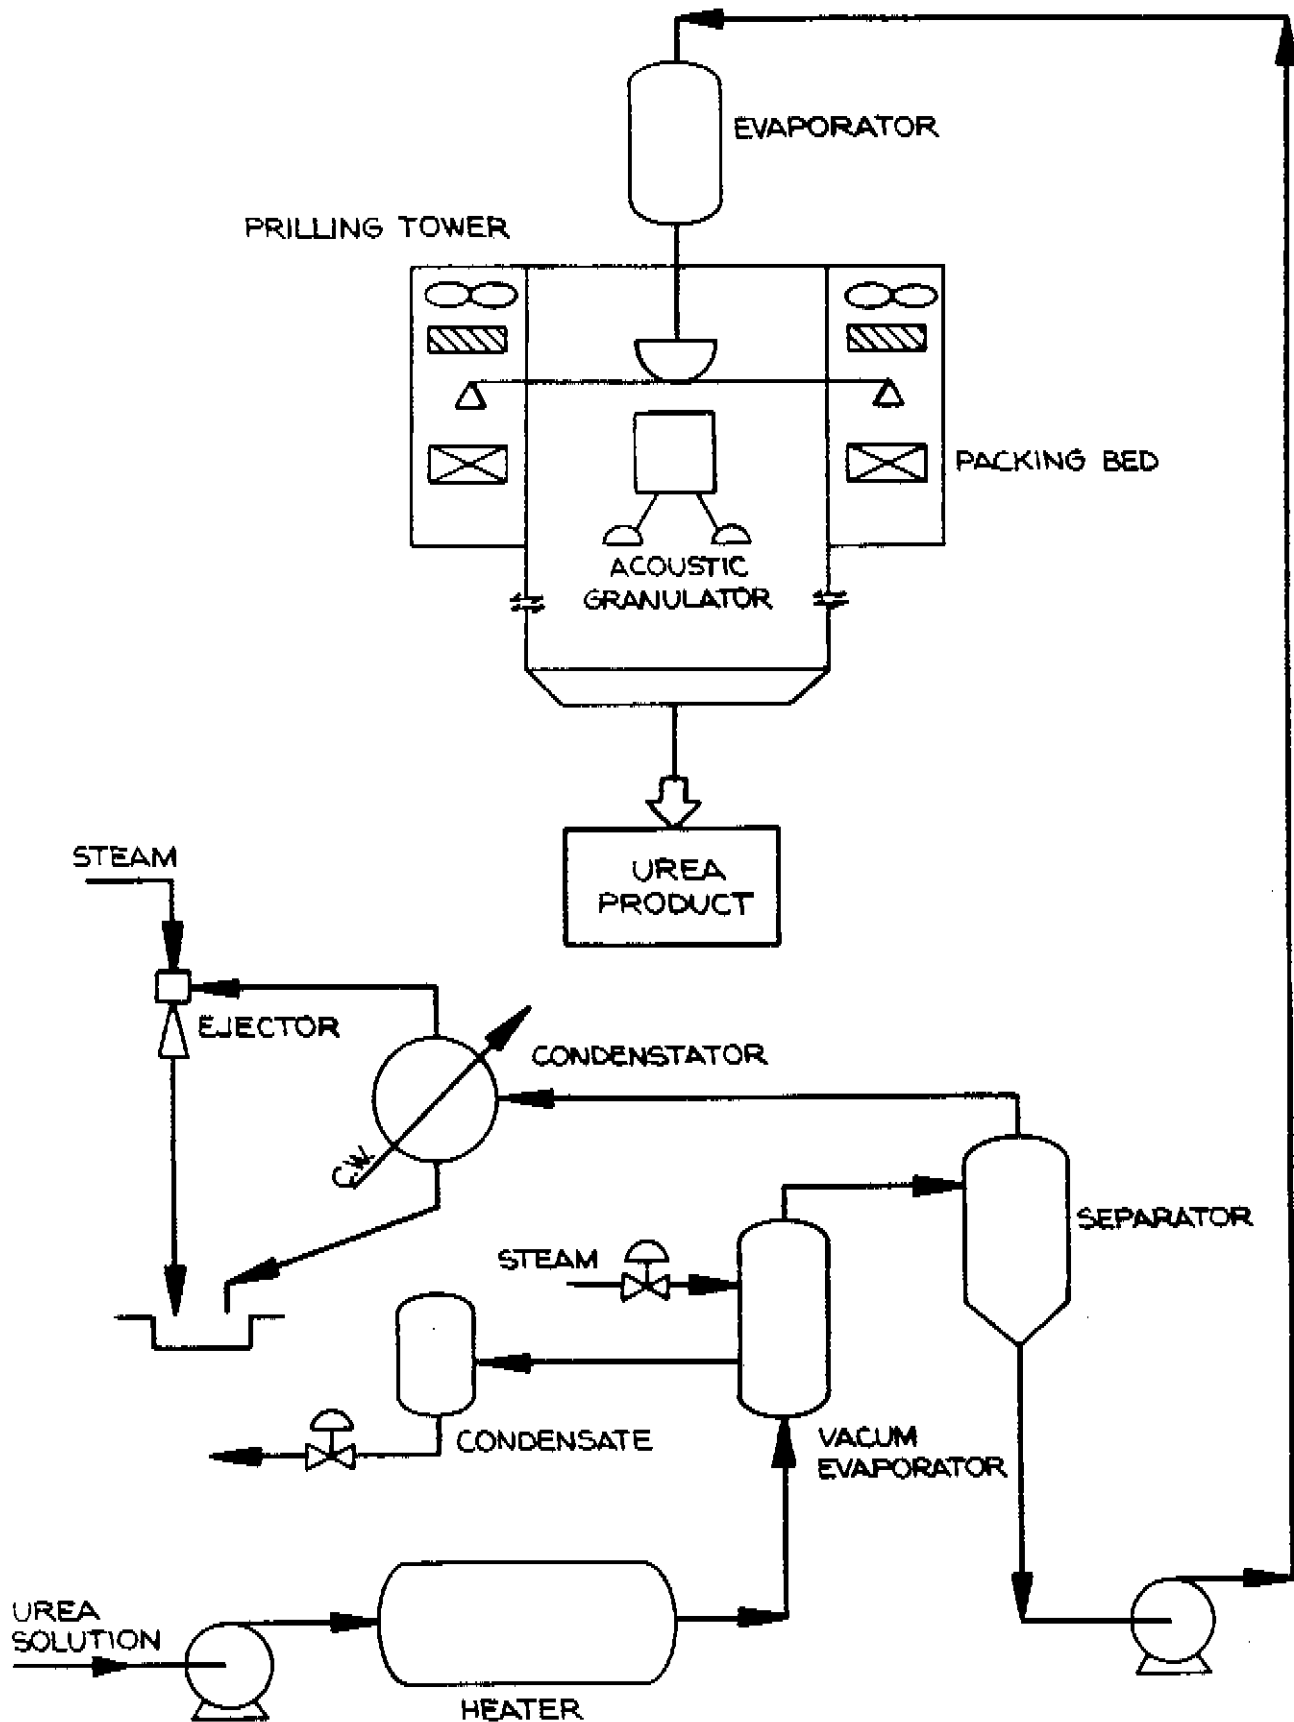 EVAPORATOR
PRILLING TOWER
PACKING BED
ACOUSTIC
GRANULATOR
UREA
PRODUCT
STEAM
EJECTOR
CONDENSTATOR
C.W.
SEPARATOR
STEAM
CONDENSATE
VACUM
EVAPORATOR
UREA
SOLUTION
HEATER